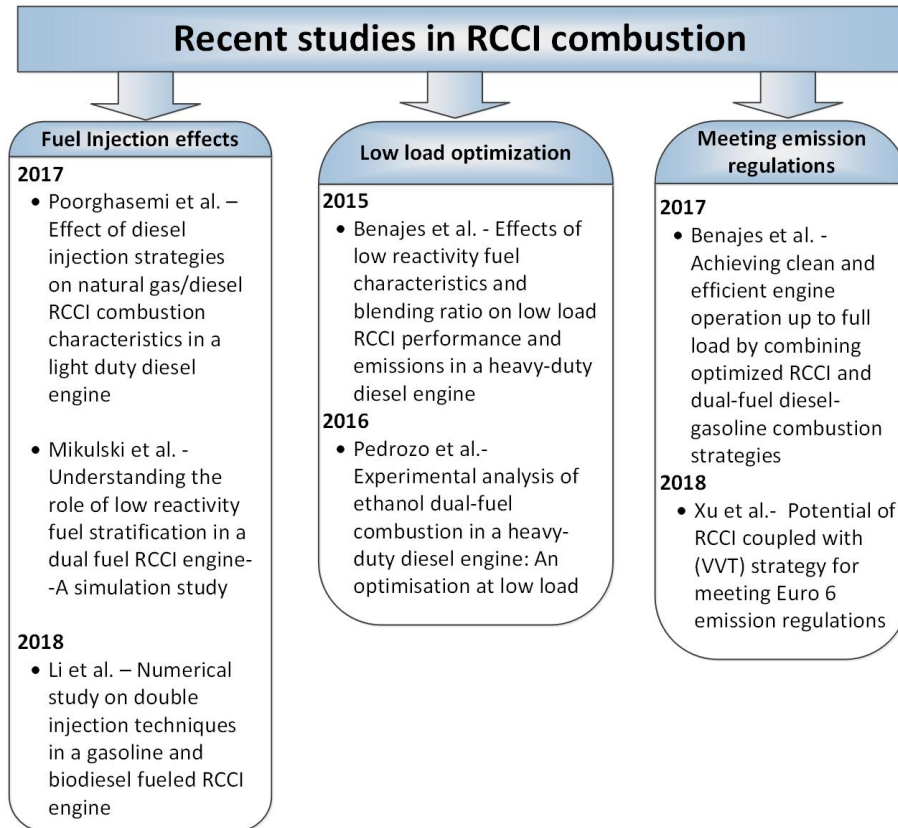 Recent studies in RCCI combustion
Fuel Injection effects
2017
• Poorghasemi et al. –
Effect of diesel
injection strategies
on natural gas/diesel
RCCI combustion
characteristics in a
light duty diesel
engine
• Mikulski et al. -
Understanding the
role of low reactivity
fuel stratification in a
dual fuel RCCI engine-
-A simulation study
2018
• Li et al. – Numerical
study on double
injection techniques
in a gasoline and
biodiesel fueled RCCI
engine
Low load optimization
2015
• Benajes et al. - Effects of
low reactivity fuel
characteristics and
blending ratio on low load
RCCI performance and
emissions in a heavy-duty
diesel engine
2016
• Pedrozo et al.-
Experimental analysis of
ethanol dual-fuel
combustion in a heavy-
duty diesel engine: An
optimisation at low load
Meeting emission
regulations
2017
• Benajes et al. -
Achieving clean and
efficient engine
operation up to full
load by combining
optimized RCCI and
dual-fuel diesel-
gasoline combustion
strategies
2018
• Xu et al.- Potential of
RCCI coupled with
(VVT) strategy for
meeting Euro 6
emission regulations